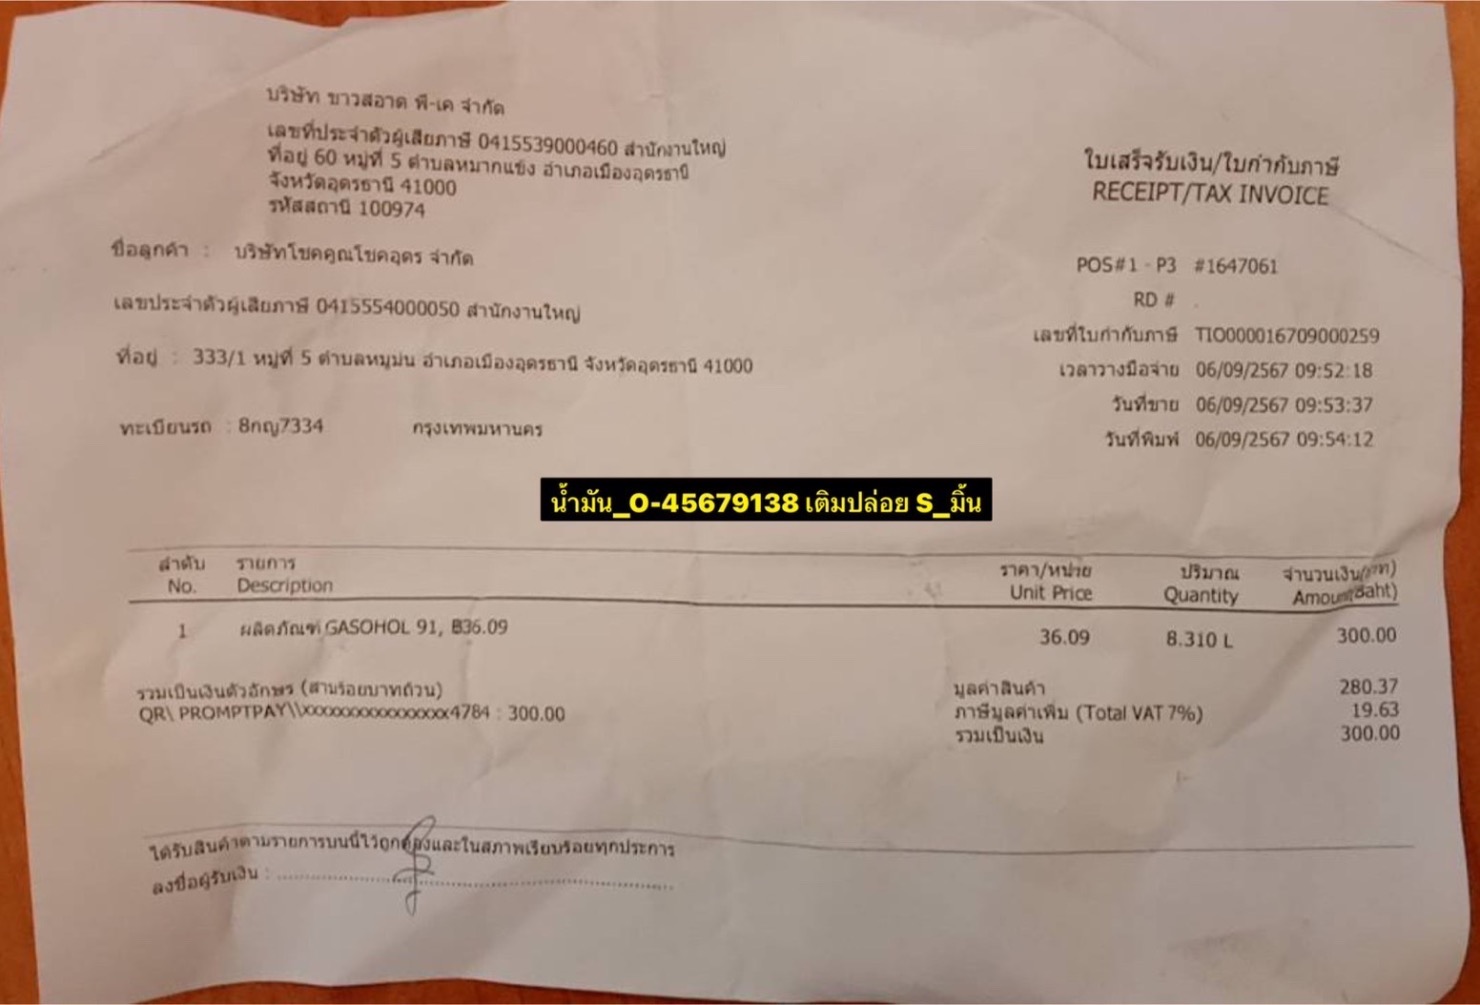 บริษัท ขาวสอาด พี-เค จำกัด
เลขที่ประจำตัวผู้เสียภาษี 0415539000460 สำนักงานใหญ่
ที่อยู่ 60 หมู่ที่ 5 ตำบลหมากแข้ง อำเภอเมืองอุดรธานี
จังหวัดอุดรธานี 41000
รหัสสถานี 100974
ใบเสร็จรับเงิน/ใบกำกับภาษี
RECEIPT/TAX INVOICE
ชื่อลูกค้า : บริษัทโชคคูณโชคอุดร จำกัด
เลขประจำตัวผู้เสียภาษี 0415554000050 สำนักงานใหญ่
ที่อยู่ : 333/1 หมู่ที่ 5 ตำบลหมูม่น อำเภอเมืองอุดรธานี จังหวัดอุดรธานี 41000
ทะเบียนรถ : 8กญ7334 กรุงเทพมหานคร
POS#1 - P3 #1647061
RD # .
เลขที่ใบกำกับภาษี TIO000016709000259
เวลาวางมือจ่าย 06/09/2567 09:52:18
วันที่ขาย 06/09/2567 09:53:37
วันที่พิมพ์ 06/09/2567 09:54:12
น้ำมัน_O-45679138 เติมปล่อย S_มิ้น
ลำดับ รายการ ราคา/หน่วย ปริมาณ จำนวนเงิน(บาท)
No. Description Unit Price Quantity Amount(Baht)
1 ผลิตภัณฑ์ GASOHOL 91, ฿36.09 36.09 8.310 L 300.00
รวมเป็นเงินตัวอักษร (สามร้อยบาทถ้วน)
QR\ PROMPTPAY\\xxxxxxxxxxxxxxxx4784 : 300.00
มูลค่าสินค้า 280.37
ภาษีมูลค่าเพิ่ม (Total VAT 7%) 19.63
รวมเป็นเงิน 300.00
ได้รับสินค้าตามรายการบนนี้ไว้ถูกต้องและในสภาพเรียบร้อยทุกประการ
ลงชื่อผู้รับเงิน : ......................................................